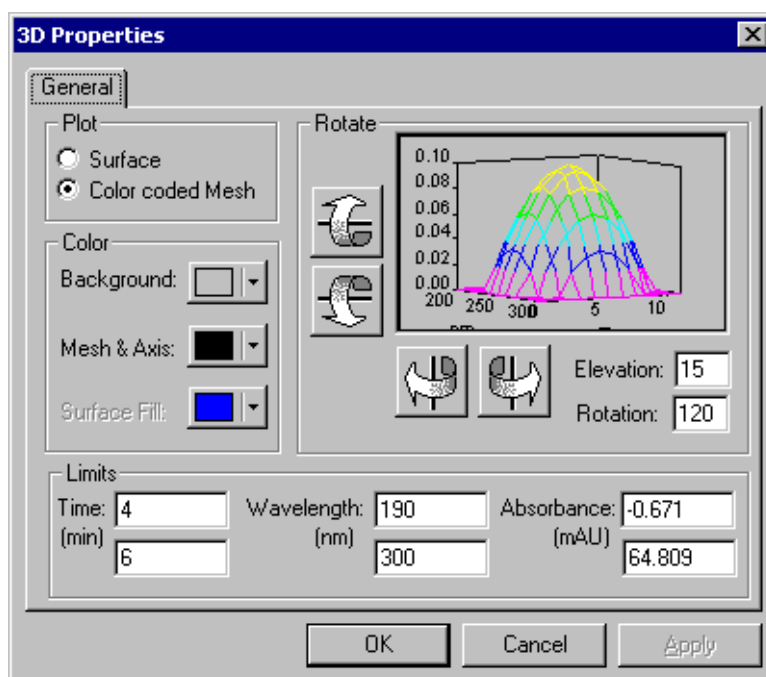 3D Properties
General
Plot
Surface
Color coded Mesh
Color
Background:
Mesh & Axis:
Surface Fill:
Rotate
0.10
0.08
0.06
0.04
0.02
0.00
200 250 300 0 5 10
Elevation: 15
Rotation: 120
Limits
Time: 4 Wavelength: 190 Absorbance: -0.671
(min) 6 (nm) 300 (mAU) 64.809
OK Cancel Apply